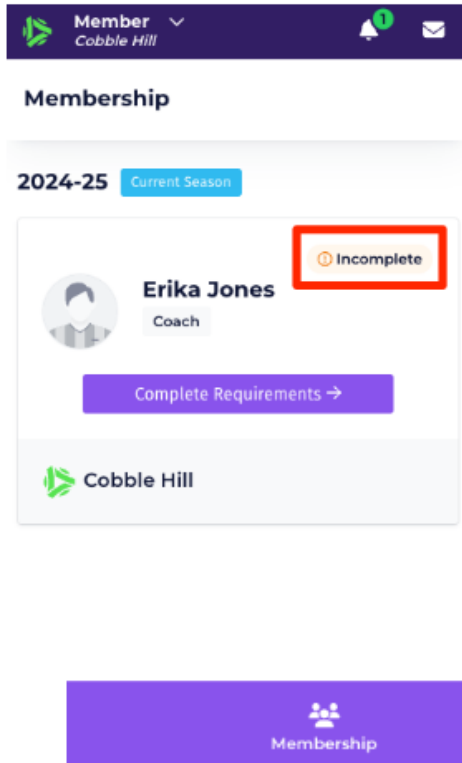 Member
Cobble Hill
1
Membership
2024-25 Current Season
Incomplete
Erika Jones
Coach
Complete Requirements →
Cobble Hill
Membership